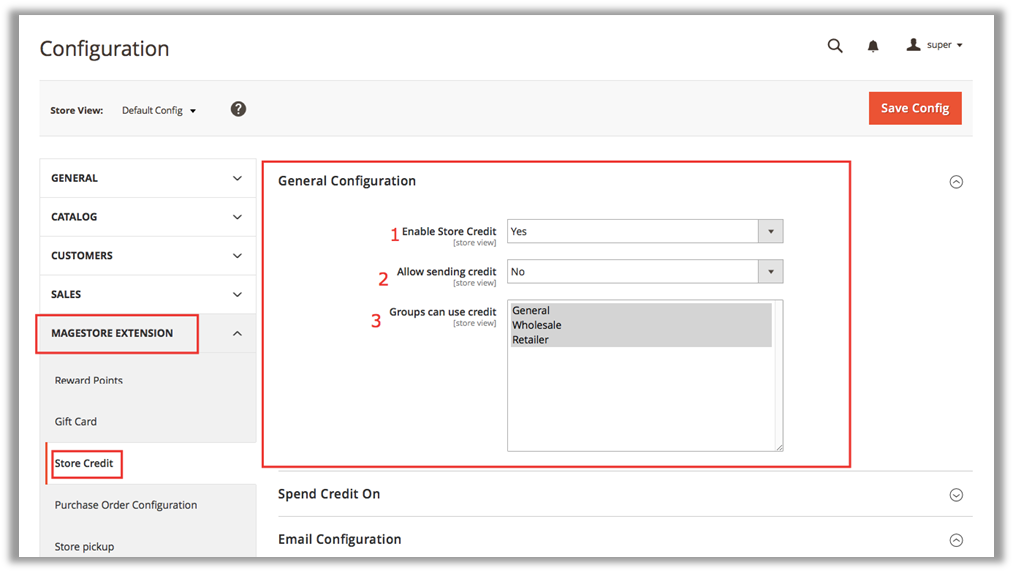 Configuration
super
Store View: Default Config ?
Save Config
GENERAL
CATALOG
CUSTOMERS
SALES
MAGESTORE EXTENSION
Reward Points
Gift Card
Store Credit
Purchase Order Configuration
Store pickup
General Configuration
1 Enable Store Credit Yes
[store view]
2 Allow sending credit No
[store view]
3 Groups can use credit
[store view]
General
Wholesale
Retailer
Spend Credit On
Email Configuration